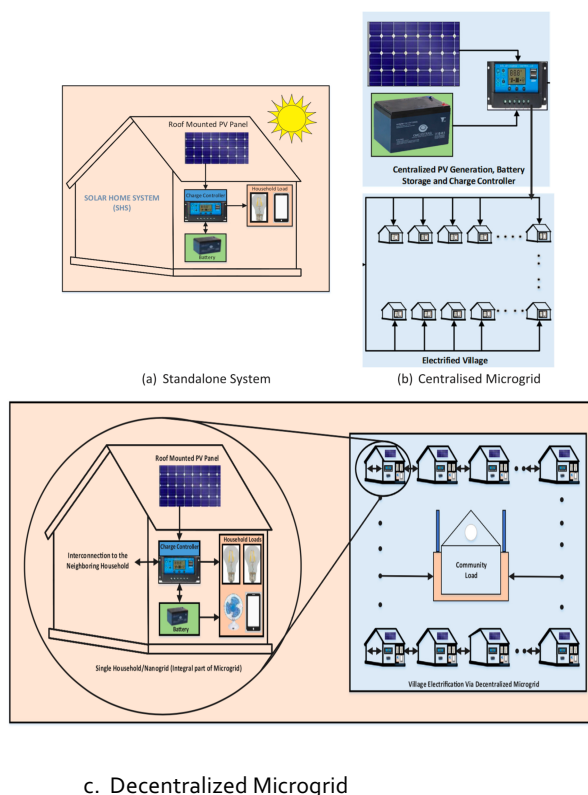 Roof Mounted PV Panel
SOLAR HOME SYSTEM
(SHS)
Charge Controller
Household Load
Battery
Centralized PV Generation, Battery
Storage and Charge Controller
Electrified Village
(a) Standalone System
(b) Centralised Microgrid
Roof Mounted PV Panel
Charge Controller
Household Loads
Interconnection to the
Neighboring Household
Battery
Single Household/Nanogrid (Integral part of Microgrid)
Community
Load
Village Electrification Via Decentralized Microgrid
c. Decentralized Microgrid